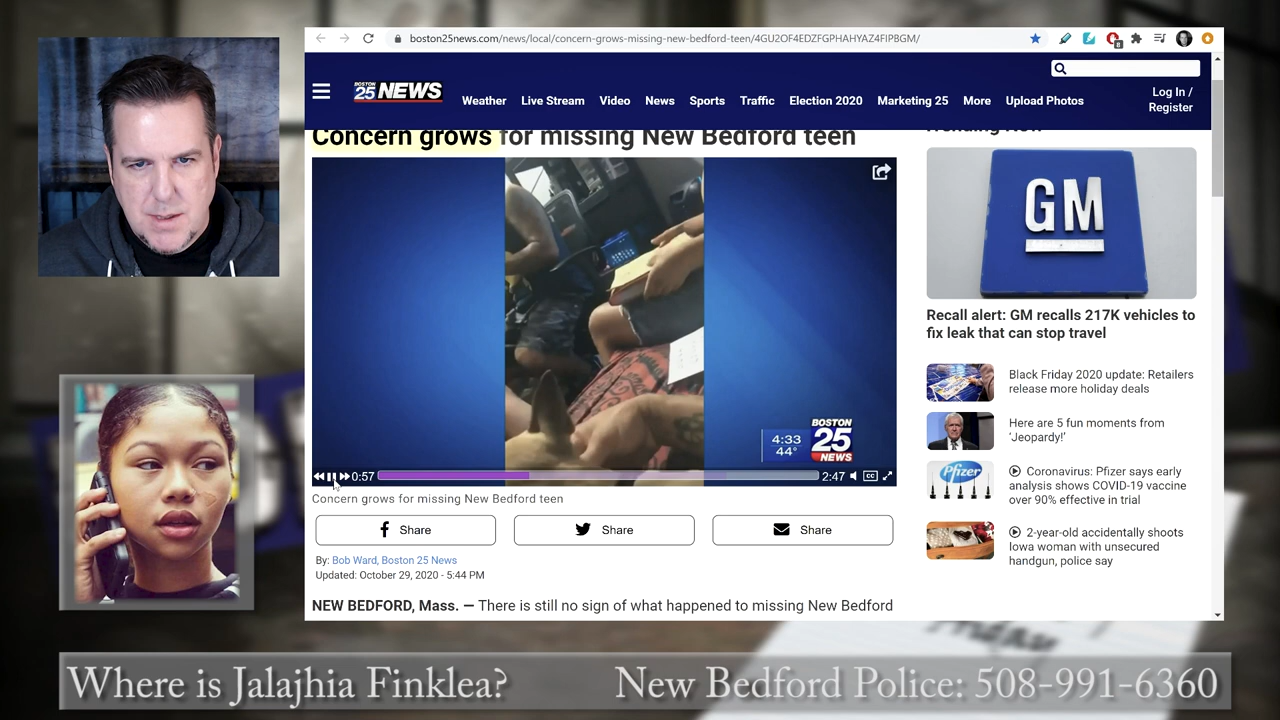 boston25news.com/news/local/concern-grows-missing-new-bedford-teen/4GU2OF4EDZFGPHAHYAZ4FIPBGM/
8
BOSTON
25 NEWS
Weather
Live Stream
Video
News
Sports
Traffic
Election 2020
Marketing 25
More
Upload Photos
Log In /
Register
Concern grows for missing New Bedford teen
Trending Now
GM
Recall alert: GM recalls 217K vehicles to
fix leak that can stop travel
Black Friday 2020 update: Retailers
release more holiday deals
Here are 5 fun moments from
'Jeopardy!'
Pfizer
Coronavirus: Pfizer says early
analysis shows COVID-19 vaccine
over 90% effective in trial
2-year-old accidentally shoots
Iowa woman with unsecured
handgun, police say
4:33
44°
BOSTON
25
NEWS
0:57
2:47
CC
Concern grows for missing New Bedford teen
Share
Share
Share
By: Bob Ward, Boston 25 News
Updated: October 29, 2020 - 5:44 PM
NEW BEDFORD, Mass. — There is still no sign of what happened to missing New Bedford
Where is Jalajhia Finklea?
New Bedford Police: 508-991-6360